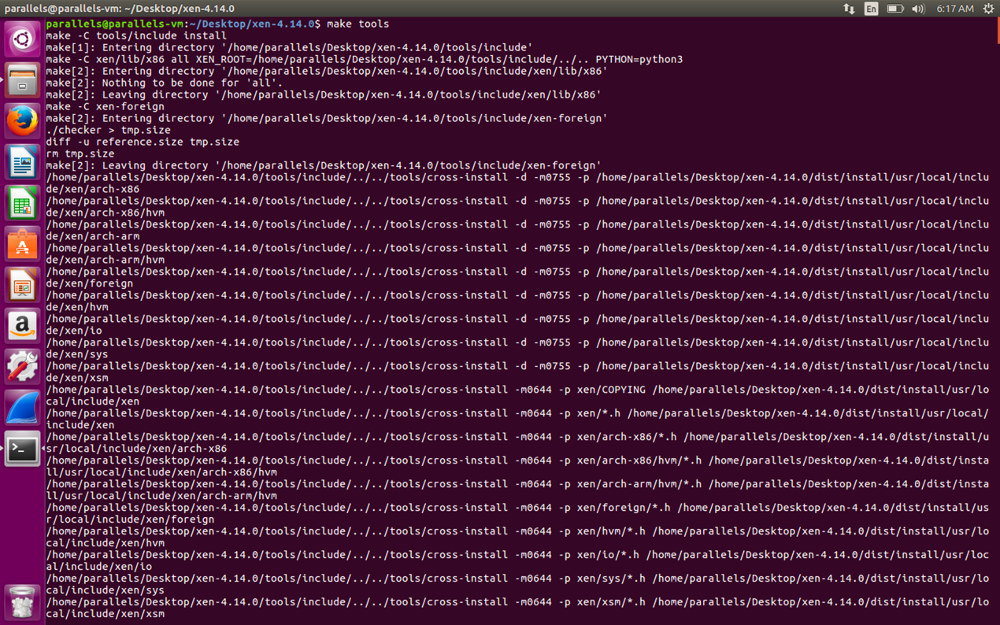 parallels@parallels-vm: ~/Desktop/xen-4.14.0
En
6:17 AM
parallels@parallels-vm:~/Desktop/xen-4.14.0$ make tools
make -C tools/include install
make[1]: Entering directory '/home/parallels/Desktop/xen-4.14.0/tools/include'
make -C xen/lib/x86 all XEN_ROOT=/home/parallels/Desktop/xen-4.14.0/tools/include/../.. PYTHON=python3
make[2]: Entering directory '/home/parallels/Desktop/xen-4.14.0/tools/include/xen/lib/x86'
make[2]: Nothing to be done for 'all'.
make[2]: Leaving directory '/home/parallels/Desktop/xen-4.14.0/tools/include/xen/lib/x86'
make -C xen-foreign
make[2]: Entering directory '/home/parallels/Desktop/xen-4.14.0/tools/include/xen-foreign'
./checker > tmp.size
diff -u reference.size tmp.size
rm tmp.size
make[2]: Leaving directory '/home/parallels/Desktop/xen-4.14.0/tools/include/xen-foreign'
/home/parallels/Desktop/xen-4.14.0/tools/include/../../tools/cross-install -d -m0755 -p /home/parallels/Desktop/xen-4.14.0/dist/install/usr/local/inclu
de/xen/arch-x86
/home/parallels/Desktop/xen-4.14.0/tools/include/../../tools/cross-install -d -m0755 -p /home/parallels/Desktop/xen-4.14.0/dist/install/usr/local/inclu
de/xen/arch-x86/hvm
/home/parallels/Desktop/xen-4.14.0/tools/include/../../tools/cross-install -d -m0755 -p /home/parallels/Desktop/xen-4.14.0/dist/install/usr/local/inclu
de/xen/arch-arm
/home/parallels/Desktop/xen-4.14.0/tools/include/../../tools/cross-install -d -m0755 -p /home/parallels/Desktop/xen-4.14.0/dist/install/usr/local/inclu
de/xen/arch-arm/hvm
/home/parallels/Desktop/xen-4.14.0/tools/include/../../tools/cross-install -d -m0755 -p /home/parallels/Desktop/xen-4.14.0/dist/install/usr/local/inclu
de/xen/foreign
/home/parallels/Desktop/xen-4.14.0/tools/include/../../tools/cross-install -d -m0755 -p /home/parallels/Desktop/xen-4.14.0/dist/install/usr/local/inclu
de/xen/hvm
/home/parallels/Desktop/xen-4.14.0/tools/include/../../tools/cross-install -d -m0755 -p /home/parallels/Desktop/xen-4.14.0/dist/install/usr/local/inclu
de/xen/io
/home/parallels/Desktop/xen-4.14.0/tools/include/../../tools/cross-install -d -m0755 -p /home/parallels/Desktop/xen-4.14.0/dist/install/usr/local/inclu
de/xen/sys
/home/parallels/Desktop/xen-4.14.0/tools/include/../../tools/cross-install -d -m0755 -p /home/parallels/Desktop/xen-4.14.0/dist/install/usr/local/inclu
de/xen/xsm
/home/parallels/Desktop/xen-4.14.0/tools/include/../../tools/cross-install -m0644 -p xen/COPYING /home/parallels/Desktop/xen-4.14.0/dist/install/usr/lo
cal/include/xen
/home/parallels/Desktop/xen-4.14.0/tools/include/../../tools/cross-install -m0644 -p xen/*.h /home/parallels/Desktop/xen-4.14.0/dist/install/usr/local/
include/xen
/home/parallels/Desktop/xen-4.14.0/tools/include/../../tools/cross-install -m0644 -p xen/arch-x86/*.h /home/parallels/Desktop/xen-4.14.0/dist/install/u
sr/local/include/xen/arch-x86
/home/parallels/Desktop/xen-4.14.0/tools/include/../../tools/cross-install -m0644 -p xen/arch-x86/hvm/*.h /home/parallels/Desktop/xen-4.14.0/dist/insta
ll/usr/local/include/xen/arch-x86/hvm
/home/parallels/Desktop/xen-4.14.0/tools/include/../../tools/cross-install -m0644 -p xen/arch-arm/hvm/*.h /home/parallels/Desktop/xen-4.14.0/dist/insta
ll/usr/local/include/xen/arch-arm/hvm
/home/parallels/Desktop/xen-4.14.0/tools/include/../../tools/cross-install -m0644 -p xen/foreign/*.h /home/parallels/Desktop/xen-4.14.0/dist/install/us
r/local/include/xen/foreign
/home/parallels/Desktop/xen-4.14.0/tools/include/../../tools/cross-install -m0644 -p xen/hvm/*.h /home/parallels/Desktop/xen-4.14.0/dist/install/usr/lo
cal/include/xen/hvm
/home/parallels/Desktop/xen-4.14.0/tools/include/../../tools/cross-install -m0644 -p xen/io/*.h /home/parallels/Desktop/xen-4.14.0/dist/install/usr/loc
al/include/xen/io
/home/parallels/Desktop/xen-4.14.0/tools/include/../../tools/cross-install -m0644 -p xen/sys/*.h /home/parallels/Desktop/xen-4.14.0/dist/install/usr/lo
cal/include/xen/sys
/home/parallels/Desktop/xen-4.14.0/tools/include/../../tools/cross-install -m0644 -p xen/xsm/*.h /home/parallels/Desktop/xen-4.14.0/dist/install/usr/lo
cal/include/xen/xsm